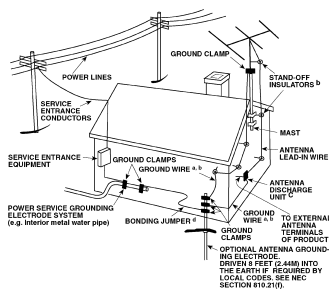 GROUND CLAMP
POWER LINES
STAND-OFF
INSULATORS b
SERVICE
ENTRANCE
CONDUCTORS
MAST
ANTENNA
LEAD-IN WIRE
SERVICE ENTRANCE
EQUIPMENT
GROUND CLAMPS
GROUND WIRE a, b
ANTENNA
DISCHARGE
UNIT C
POWER SERVICE GROUNDING
ELECTRODE SYSTEM
(e.g. interior metal water pipe)
BONDING JUMPER d
GROUND
WIRE a, b
TO EXTERNAL
ANTENNA
TERMINALS
OF PRODUCT
GROUND
CLAMPS
OPTIONAL ANTENNA GROUND-
ING ELECTRODE.
DRIVEN 8 FEET (2.44M) INTO
THE EARTH IF REQUIRED BY
LOCAL CODES. SEE NEC
SECTION 810.21(f).